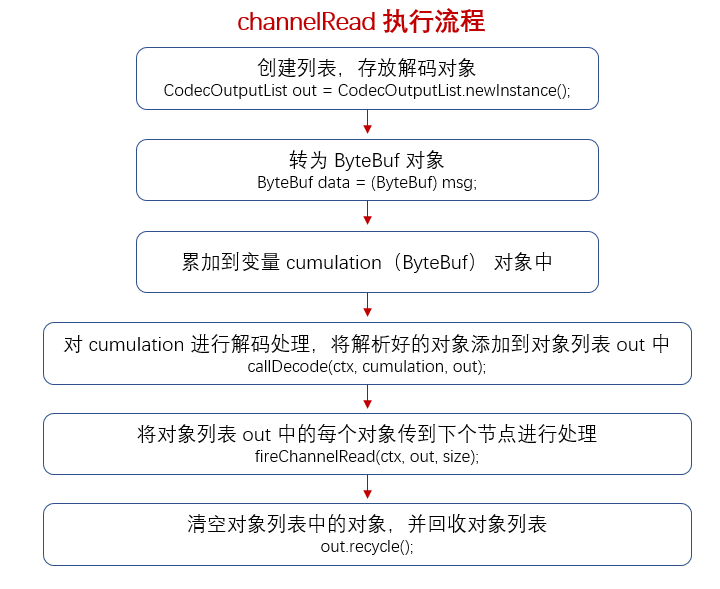 channelRead 执行流程
创建列表，存放解码对象
CodecOutputList out = CodecOutputList.newInstance();
转为 ByteBuf 对象
ByteBuf data = (ByteBuf) msg;
累加到变量 cumulation（ByteBuf） 对象中
对 cumulation 进行解码处理，将解析好的对象添加到对象列表 out 中
callDecode(ctx, cumulation, out);
将对象列表 out 中的每个对象传到下个节点进行处理
fireChannelRead(ctx, out, size);
清空对象列表中的对象，并回收对象列表
out.recycle();